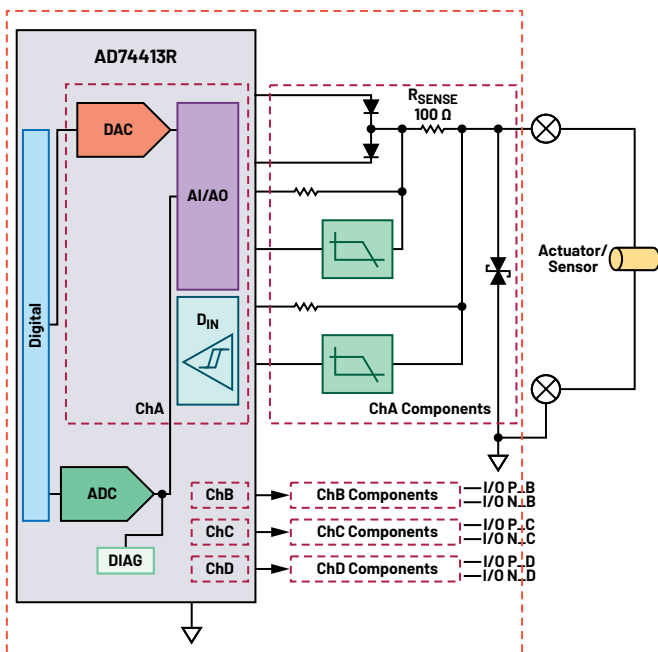 AD74413R
DAC
AI/AO
DIN
Digital
ChA
ADC
DIAG
RSENSE
100 Ω
Actuator/
Sensor
ChA Components
ChB
ChB Components
I/O P_B
I/O N_B
ChC
ChC Components
I/O P_C
I/O N_C
ChD
ChD Components
I/O P_D
I/O N_D